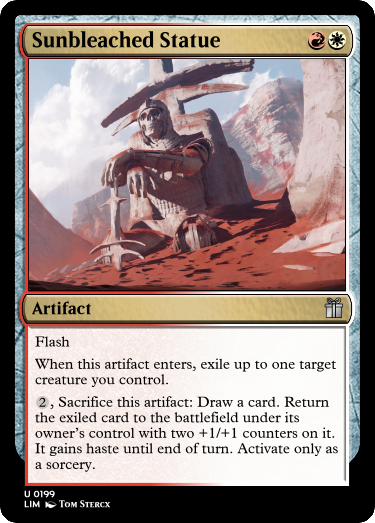 Sunbleached Statue
Artifact
Flash
When this artifact enters, exile up to one target
creature you control.
2, Sacrifice this artifact: Draw a card. Return
the exiled card to the battlefield under its
owner's control with two +1/+1 counters on it.
It gains haste until end of turn. Activate only as
a sorcery.
U 0199
LIM Tom Stercx